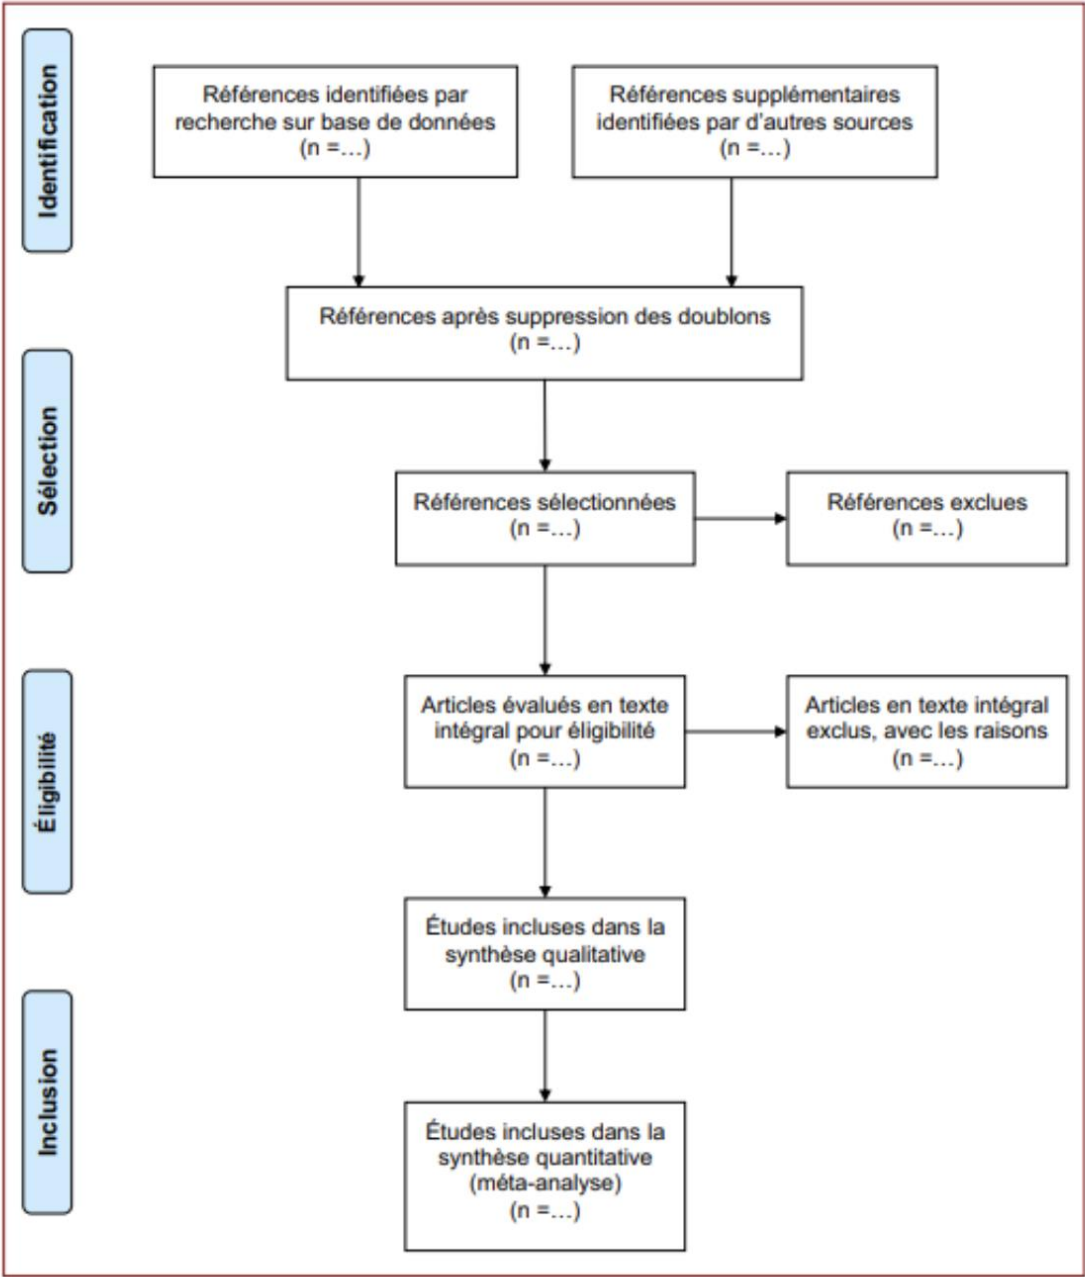 Identification
Références identifiées par
recherche sur base de données
(n =…)
Références supplémentaires
identifiées par d'autres sources
(n =…)
Références après suppression des doublons
(n =…)
Sélection
Références sélectionnées
(n =…)
Références exclues
(n =…)
Éligibilité
Articles évalués en texte
intégral pour éligibilité
(n =…)
Articles en texte intégral
exclus, avec les raisons
(n =…)
Études incluses dans la
synthèse qualitative
(n =…)
Inclusion
Études incluses dans la
synthèse quantitative
(méta-analyse)
(n =…)